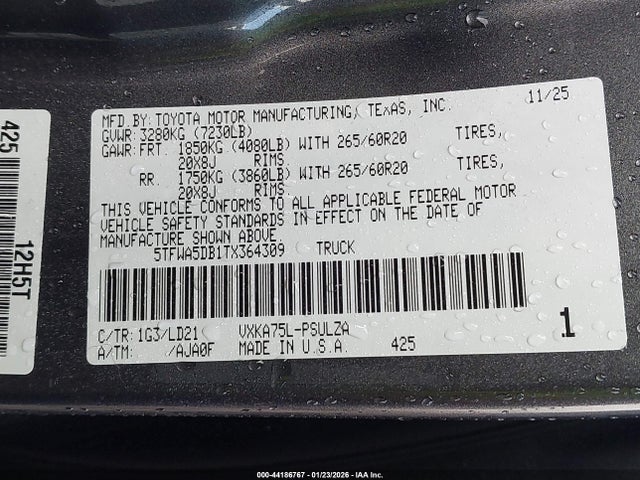 MFD.BY:TOYOTA MOTOR MANUFACTURING, TEXAS, INC. 11/25
GVWR:3280KG (7230LB)
GAWR:FRT. 1850KG (4080LB) WITH 265/60R20 TIRES,
20X8J RIMS
RR. 1750KG (3860LB) WITH 265/60R20 TIRES,
20X8J RIMS.
THIS VEHICLE CONFORMS TO ALL APPLICABLE FEDERAL MOTOR
VEHICLE SAFETY STANDARDS IN EFFECT ON THE DATE OF
MANUFACTURE SHOWN ABOVE.
5TFWA5DB1TX364309 TRUCK
C/TR:1G3/LD21 VXKA75L-PSULZA
A/TM: /AJA0F MADE IN U.S.A. 425 1
425 12H5T
000-44186767 - 01/23/2026 - IAA Inc.